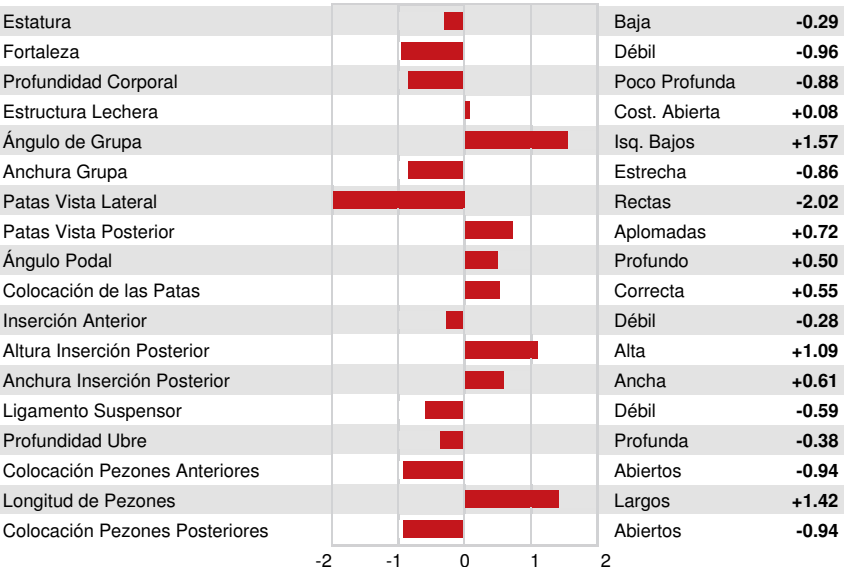 Estatura Baja -0.29
Fortaleza Débil -0.96
Profundidad Corporal Poco Profunda -0.88
Estructura Lechera Cost. Abierta +0.08
Ángulo de Grupa Isq. Bajos +1.57
Anchura Grupa Estrecha -0.86
Patas Vista Lateral Rectas -2.02
Patas Vista Posterior Aplomadas +0.72
Ángulo Podal Profundo +0.50
Colocación de las Patas Correcta +0.55
Inserción Anterior Débil -0.28
Altura Inserción Posterior Alta +1.09
Anchura Inserción Posterior Ancha +0.61
Ligamento Suspensor Débil -0.59
Profundidad Ubre Profunda -0.38
Colocación Pezones Anteriores Abiertos -0.94
Longitud de Pezones Largos +1.42
Colocación Pezones Posteriores Abiertos -0.94
-2 -1 0 1 2